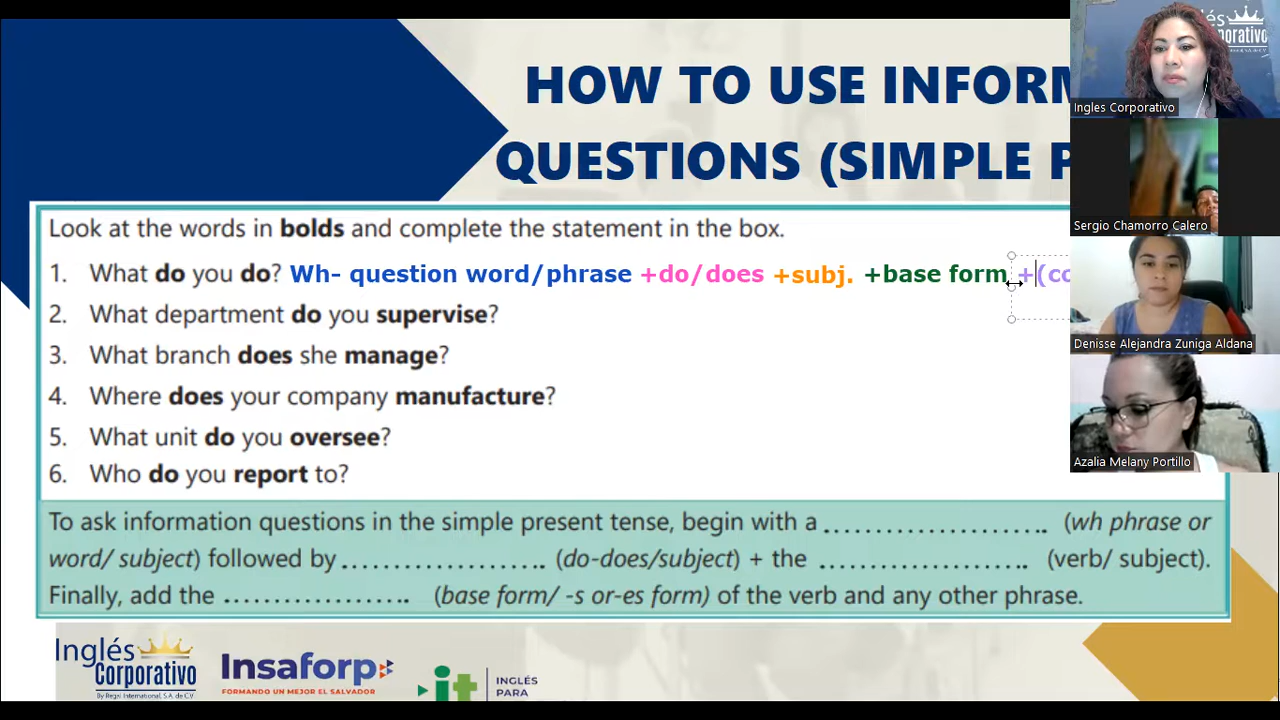 HOW TO USE INFORM
QUESTIONS (SIMPLE P
Look at the words in bolds and complete the statement in the box.
1. What do you do? Wh- question word/phrase +do/does +subj. +base form +(co
2. What department do you supervise?
3. What branch does she manage?
4. Where does your company manufacture?
5. What unit do you oversee?
6. Who do you report to?
To ask information questions in the simple present tense, begin with a ....................... (wh phrase or
word/ subject) followed by ..................... (do-does/subject) + the ..................... (verb/ subject).
Finally, add the ................... (base form/ -s or-es form) of the verb and any other phrase.
Inglés
Corporativo
By Regal International, S.A. de C.V.
Insaforp
FORMANDO UN MEJOR EL SALVADOR
it
INGLÉS
PARA
Ingles Corporativo
Sergio Chamorro Calero
Denisse Alejandra Zuniga Aldana
Azalia Melany Portillo